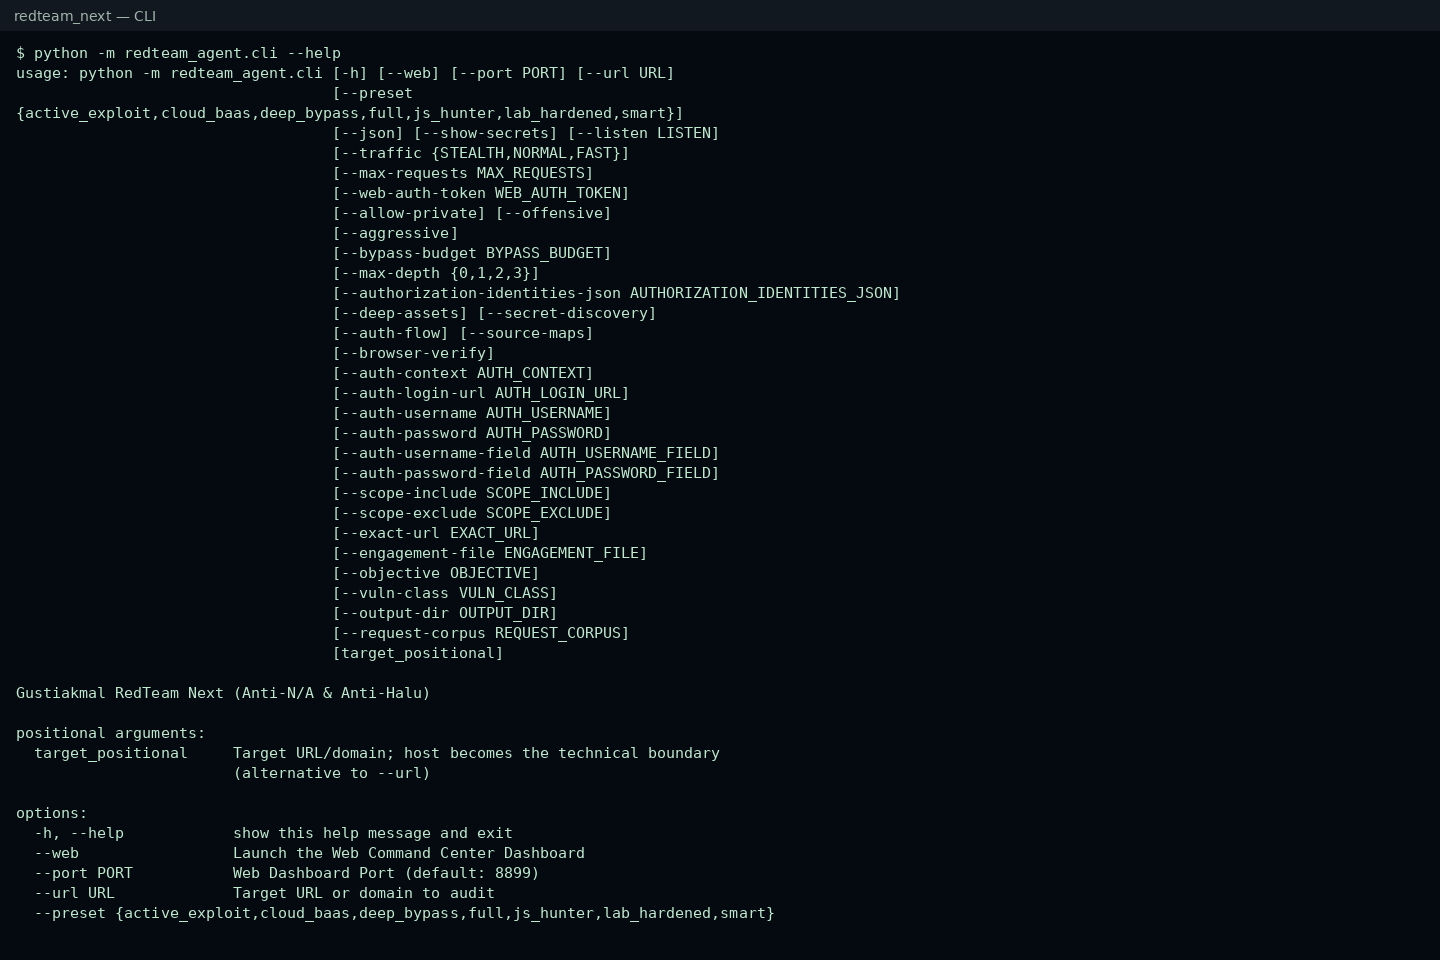 redteam_next — CLI
$ python -m redteam_agent.cli --help
usage: python -m redteam_agent.cli [-h] [--web] [--port PORT] [--url URL]
[--preset
{active_exploit,cloud_baas,deep_bypass,full,js_hunter,lab_hardened,smart}]
[--json] [--show-secrets] [--listen LISTEN]
[--traffic {STEALTH,NORMAL,FAST}]
[--max-requests MAX_REQUESTS]
[--web-auth-token WEB_AUTH_TOKEN]
[--allow-private] [--offensive]
[--aggressive]
[--bypass-budget BYPASS_BUDGET]
[--max-depth {0,1,2,3}]
[--authorization-identities-json AUTHORIZATION_IDENTITIES_JSON]
[--deep-assets] [--secret-discovery]
[--auth-flow] [--source-maps]
[--browser-verify]
[--auth-context AUTH_CONTEXT]
[--auth-login-url AUTH_LOGIN_URL]
[--auth-username AUTH_USERNAME]
[--auth-password AUTH_PASSWORD]
[--auth-username-field AUTH_USERNAME_FIELD]
[--auth-password-field AUTH_PASSWORD_FIELD]
[--scope-include SCOPE_INCLUDE]
[--scope-exclude SCOPE_EXCLUDE]
[--exact-url EXACT_URL]
[--engagement-file ENGAGEMENT_FILE]
[--objective OBJECTIVE]
[--vuln-class VULN_CLASS]
[--output-dir OUTPUT_DIR]
[--request-corpus REQUEST_CORPUS]
[target_positional]
Gustiakmal RedTeam Next (Anti-N/A & Anti-Halu)
positional arguments:
target_positional     Target URL/domain; host becomes the technical boundary
(alternative to --url)
options:
-h, --help            show this help message and exit
--web                 Launch the Web Command Center Dashboard
--port PORT           Web Dashboard Port (default: 8899)
--url URL             Target URL or domain to audit
--preset {active_exploit,cloud_baas,deep_bypass,full,js_hunter,lab_hardened,smart}